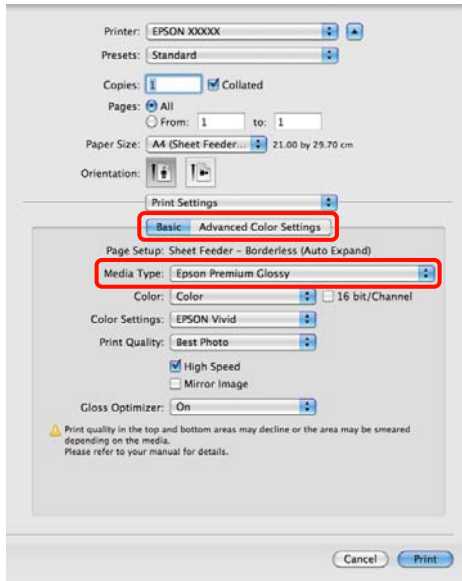 Printer: EPSON XXXXX
Presets: Standard
Copies: 1 Collated
Pages: All
From: 1 to: 1
Paper Size: A4 (Sheet Feeder... 21.00 by 29.70 cm
Orientation:
Print Settings
Basic Advanced Color Settings
Page Setup: Sheet Feeder - Borderless (Auto Expand)
Media Type: Epson Premium Glossy
Color: Color 16 bit/Channel
Color Settings: EPSON Vivid
Print Quality: Best Photo
High Speed
Mirror Image
Gloss Optimizer: On
Print quality in the top and bottom areas may decline or the area may be smeared
depending on the media.
Please refer to your manual for details.
Cancel Print